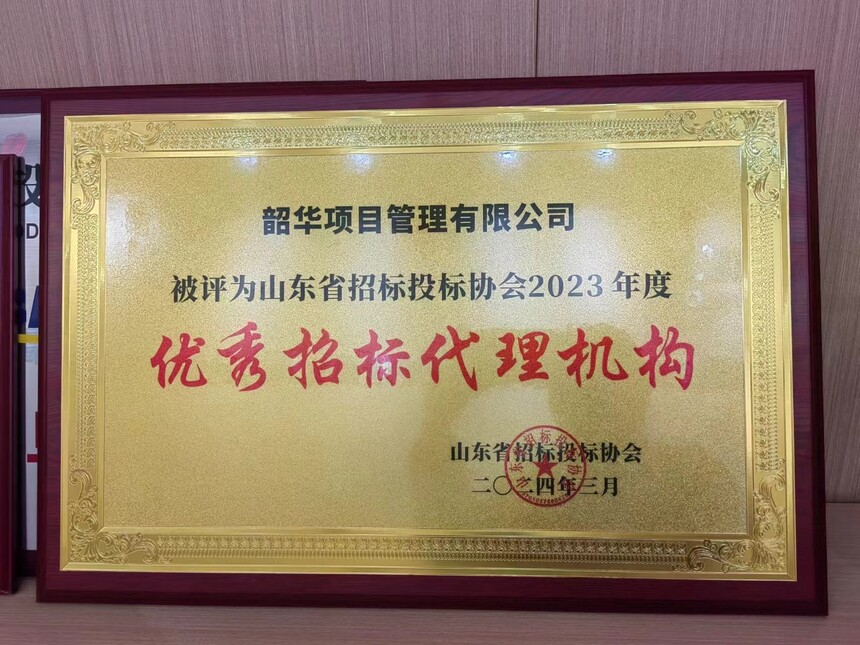 韶华项目管理有限公司
被评为山东省招标投标协会2023年度
优秀招标代理机构
山东省招标投标协会
二〇二四年三月